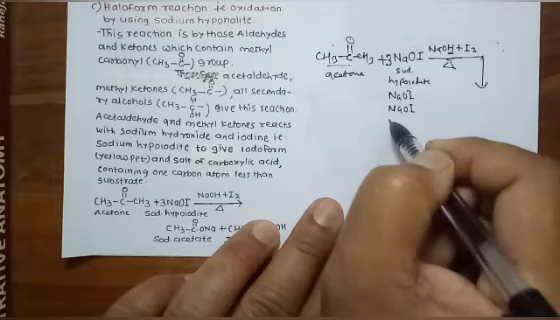 c) Haloform reaction ie oxidation
by using sodium hypohalite.
-This reaction is by those Aldehydes
and Ketones which contain methyl
carbonyl (CH₃-C-) group.
O
Therefore acetaldehyde,
methyl ketones (CH₃-C-), all seconda-
O
ry alcohols (CH₃-C-) give this reaction.
H
OH
Acetaldehyde and methyl ketones reacts
with sodium hydroxide and iodine ie.
Sodium hypoiodite to give iodoform
(yellow ppt) and salt of carboxylic acid,
containing one carbon atom less than
substrate.
O
CH₃-C-CH₃ +3NaOI NaOH+I₂
Δ
Acetone Sod hypoiodite
O
CH₃-C-ONa + CH
OH
Sod.acetate
O
CH₃-C-CH₃ +3NaOI NaOH+I₂
Δ
acetone sod.
hypoiodite
NaOI
NaOI